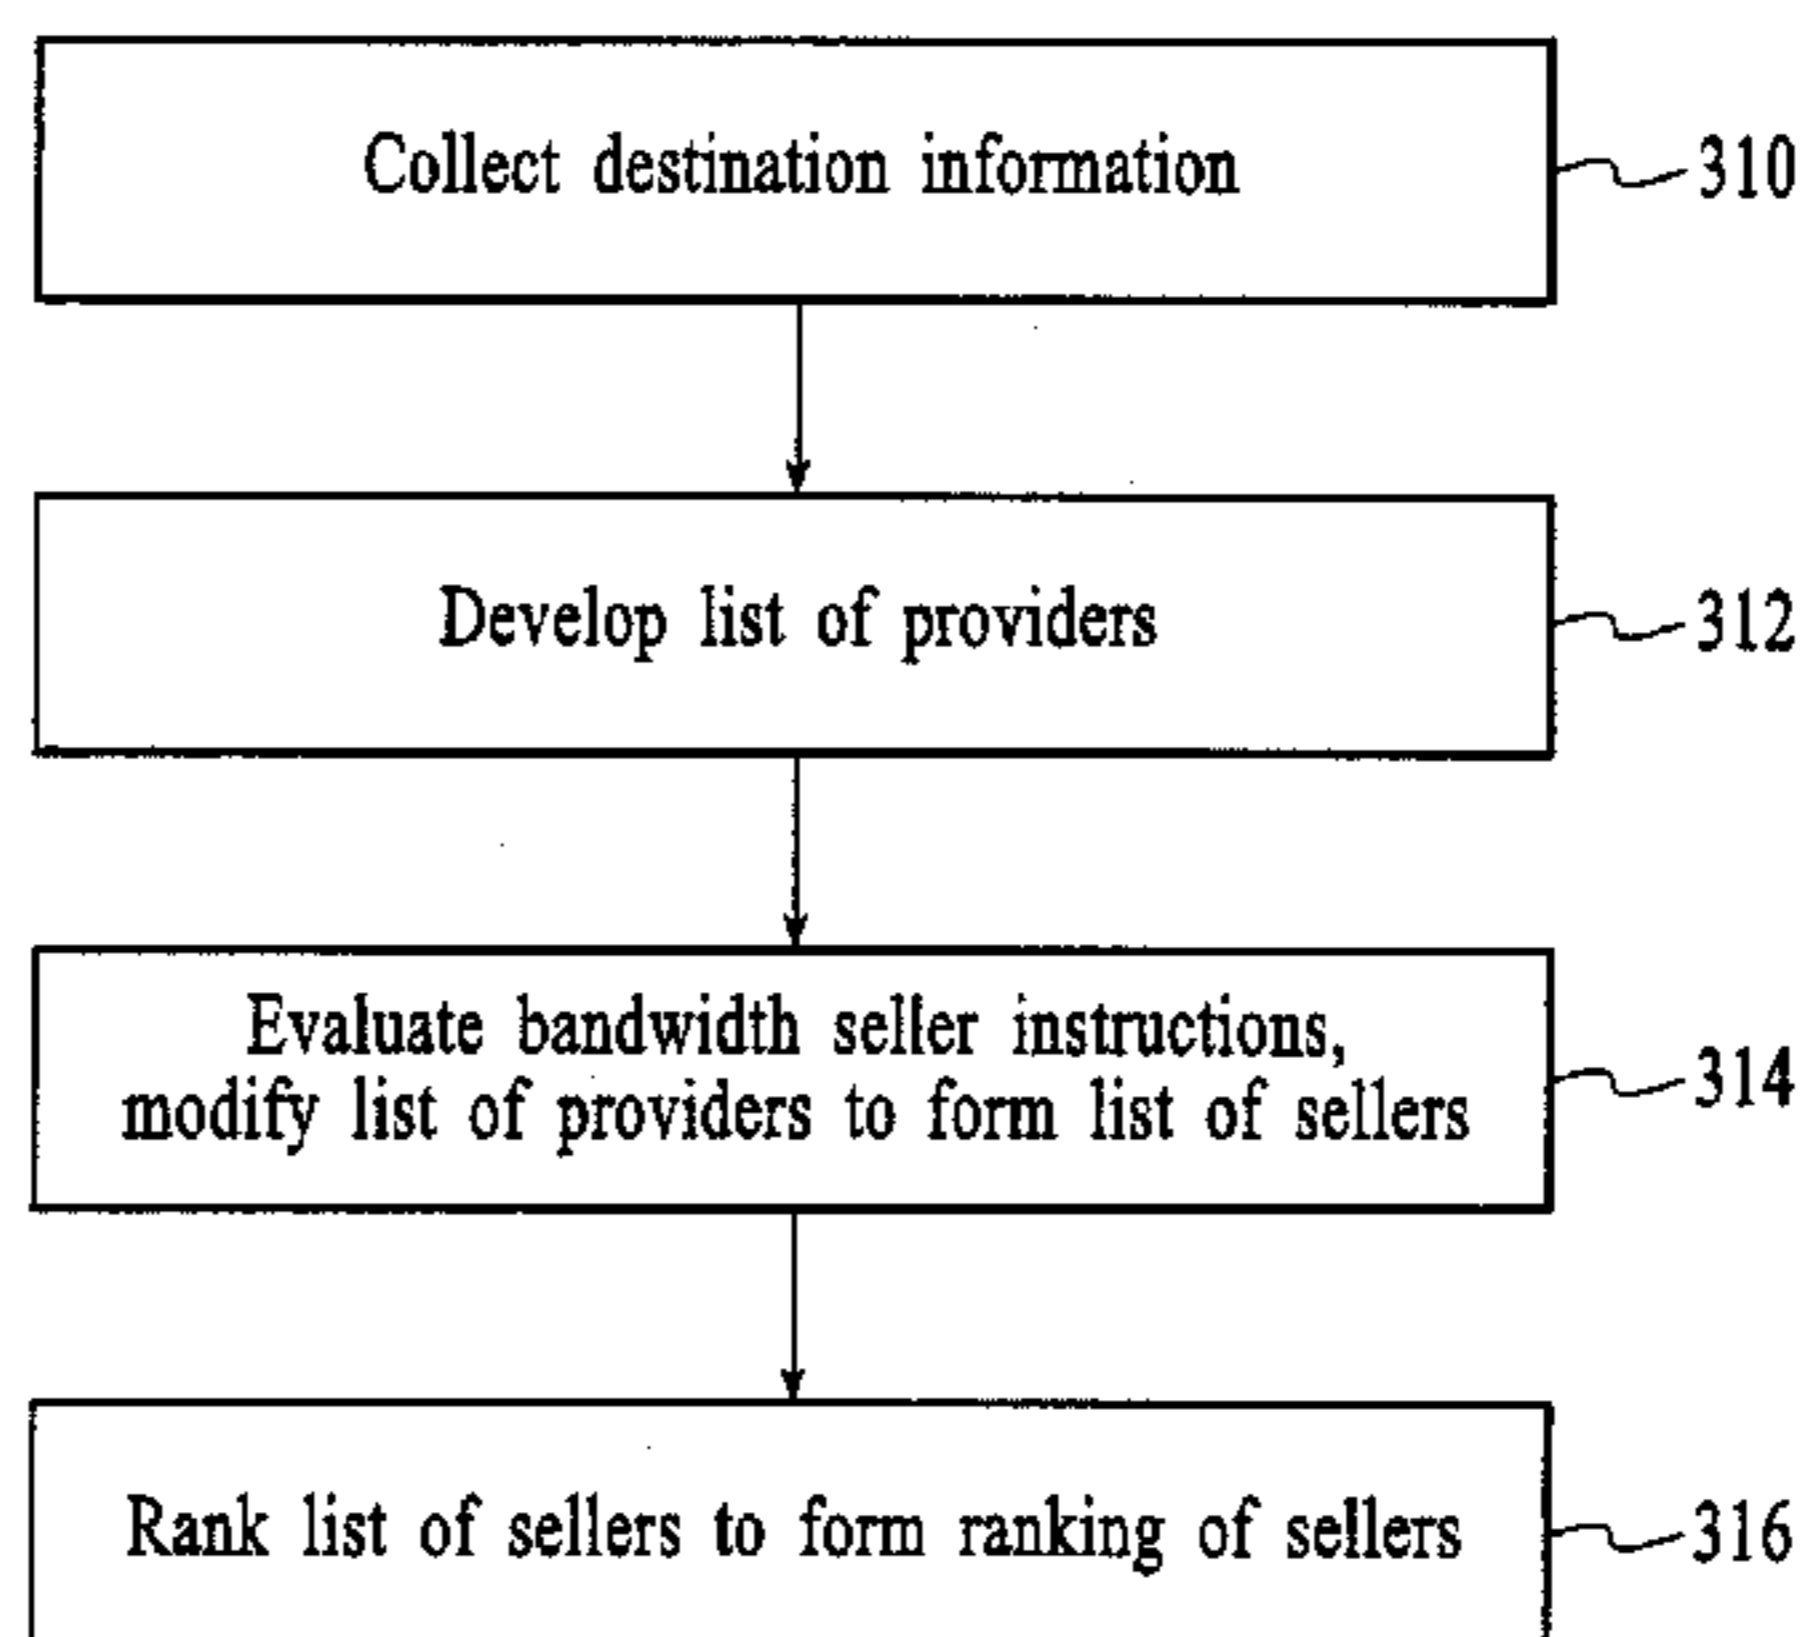 Collect destination information
310
Develop list of providers
312
Evaluate bandwidth seller instructions,
modify list of providers to form list of sellers
314
Rank list of sellers to form ranking of sellers
316